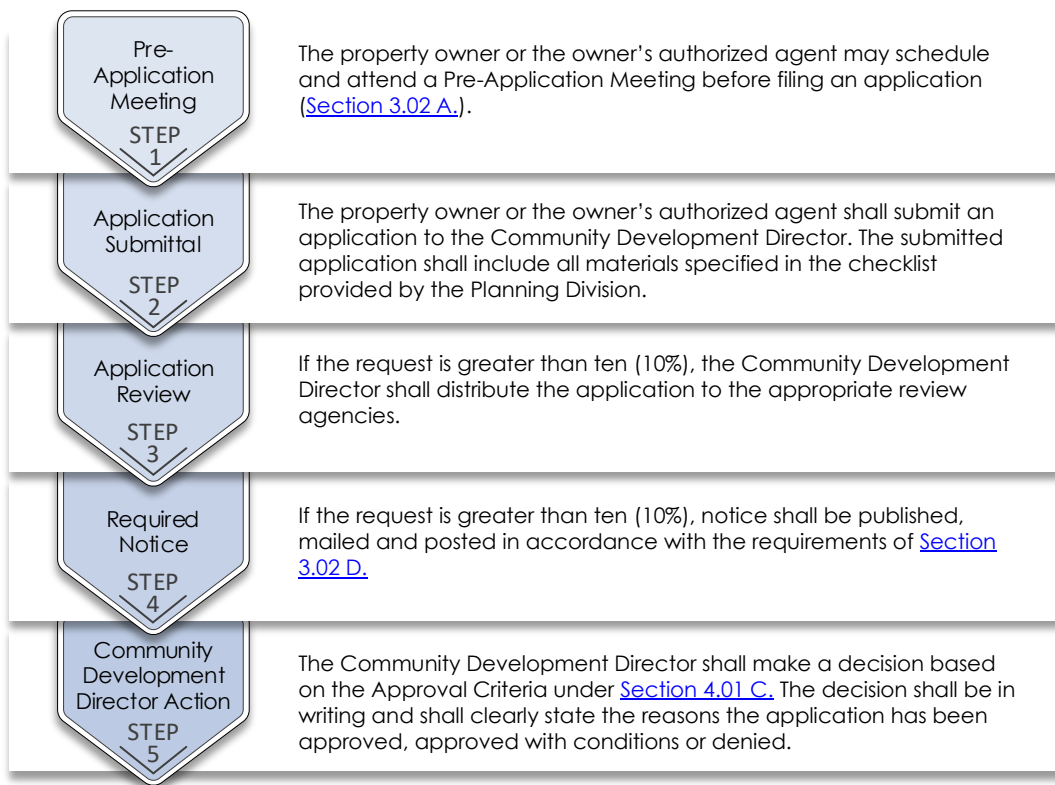 Pre-
Application
Meeting
STEP
1
The property owner or the owner’s authorized agent may schedule
and attend a Pre-Application Meeting before filing an application
(Section 3.02 A.).
Application
Submittal
STEP
2
The property owner or the owner’s authorized agent shall submit an
application to the Community Development Director. The submitted
application shall include all materials specified in the checklist
provided by the Planning Division.
Application
Review
STEP
3
If the request is greater than ten (10%), the Community Development
Director shall distribute the application to the appropriate review
agencies.
Required
Notice
STEP
4
If the request is greater than ten (10%), notice shall be published,
mailed and posted in accordance with the requirements of Section
3.02 D.
Community
Development
Director Action
STEP
5
The Community Development Director shall make a decision based
on the Approval Criteria under Section 4.01 C. The decision shall be in
writing and shall clearly state the reasons the application has been
approved, approved with conditions or denied.